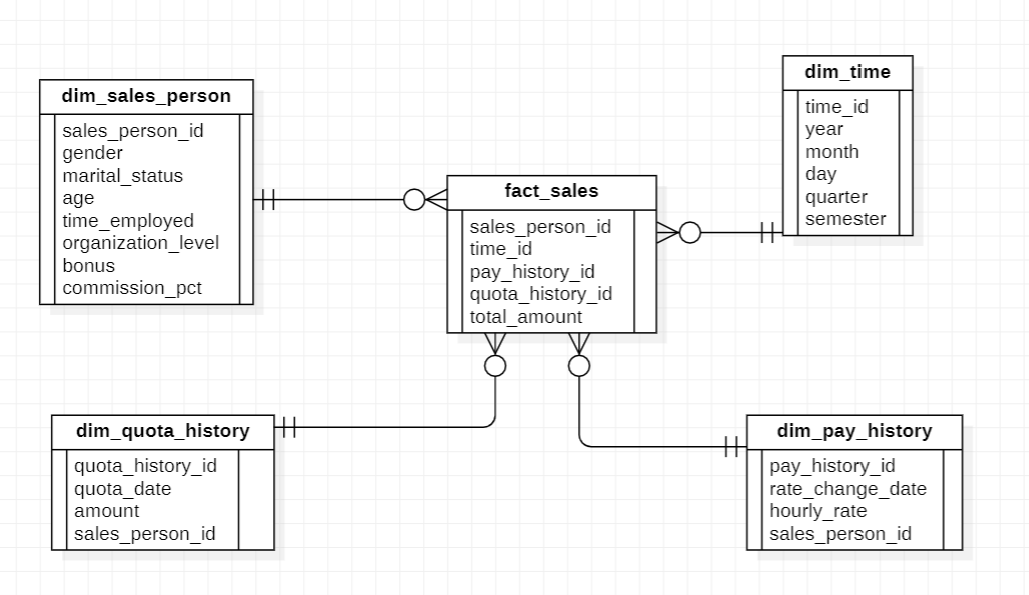 dim_sales_person
sales_person_id
gender
marital_status
age
time_employed
organization_level
bonus
commission_pct
dim_time
time_id
year
month
day
quarter
semester
fact_sales
sales_person_id
time_id
pay_history_id
quota_history_id
total_amount
dim_quota_history
quota_history_id
quota_date
amount
sales_person_id
dim_pay_history
pay_history_id
rate_change_date
hourly_rate
sales_person_id